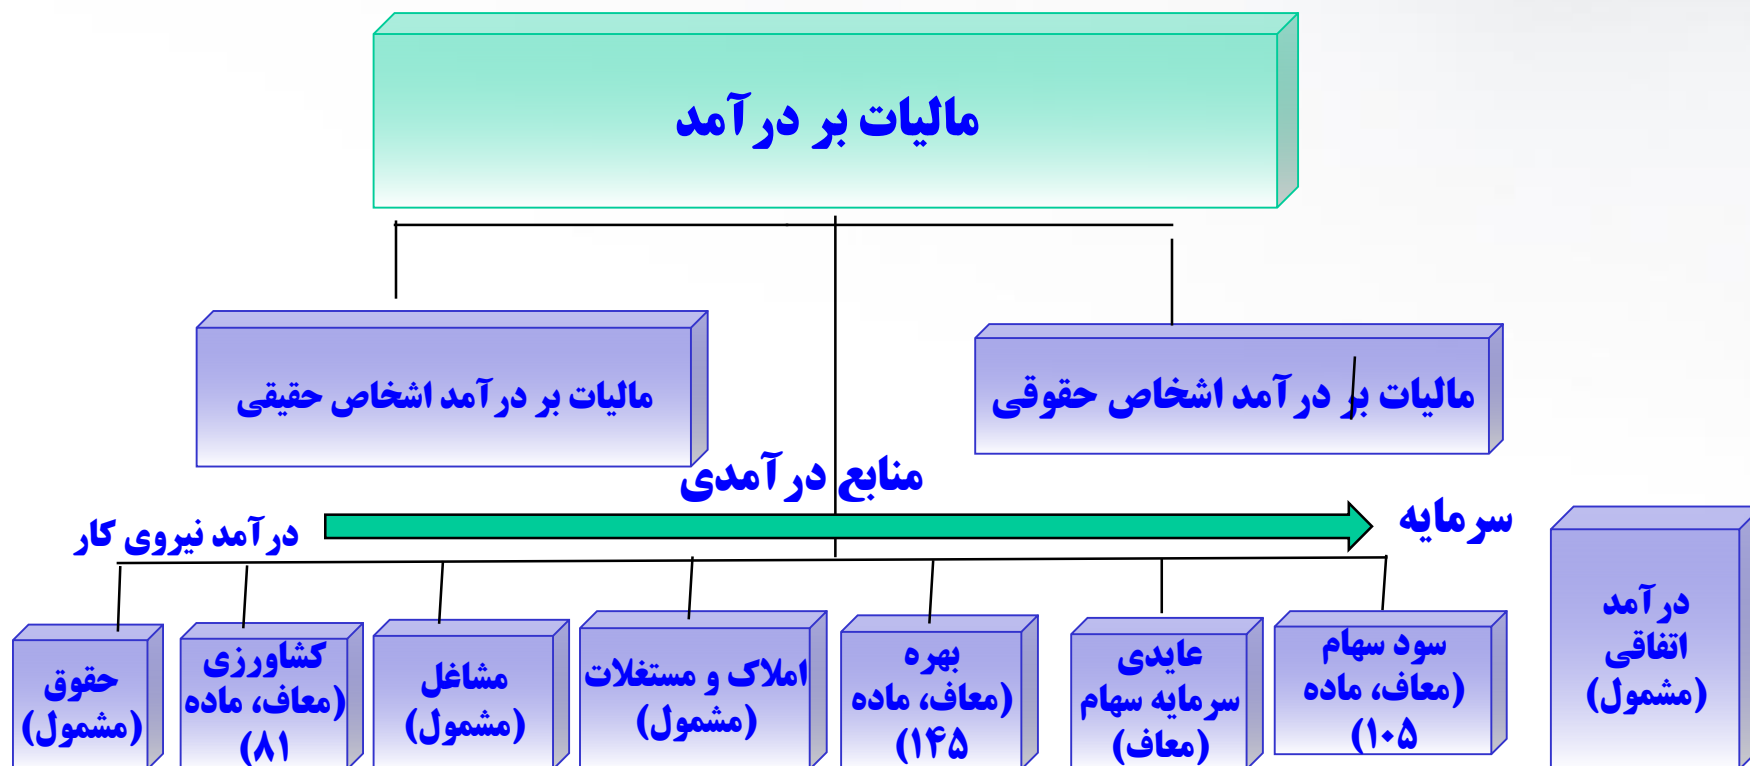 مالیات بر درآمد
مالیات بر درآمد اشخاص حقوقی
مالیات بر درآمد اشخاص حقیقی
منابع درآمدی
سرمایه
درآمد نیروی کار
درآمد
اتفاقی
(مشمول)
سود سهام
(معاف، ماده
۱۰۵)
عایدی
سرمایه سهام
(معاف)
بهره
(معاف، ماده
۱۴۵)
املاک و مستغلات
(مشمول)
مشاغل
(مشمول)
کشاورزی
(معاف، ماده
۸۱)
حقوق
(مشمول)